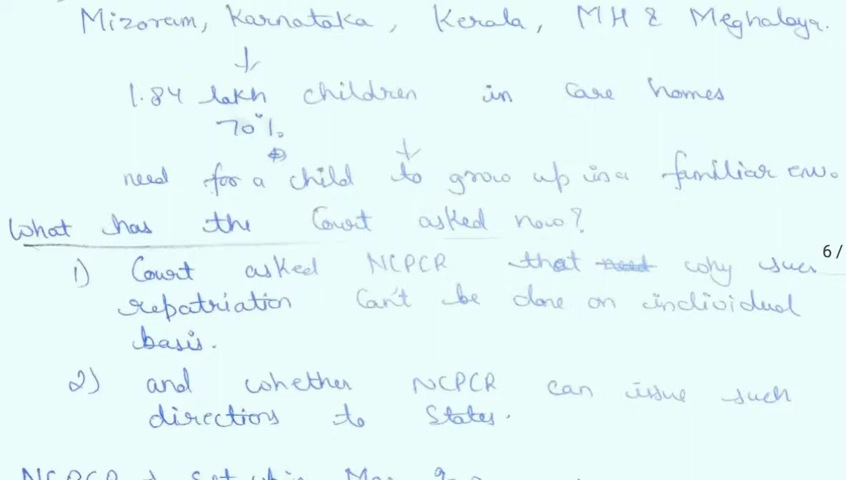 Mizoram, Karnataka, Kerala, MH & Meghalaya.
↓
1.84 lakh children in care homes
70%
↓
need for a child to grow up in a familiar env.
What has the Court asked now?
6/
1) Court asked NCPCR that why such
repatriation can't be done on individual
basis.
2) and whether NCPCR can issue such
directions to States.
NCPCR